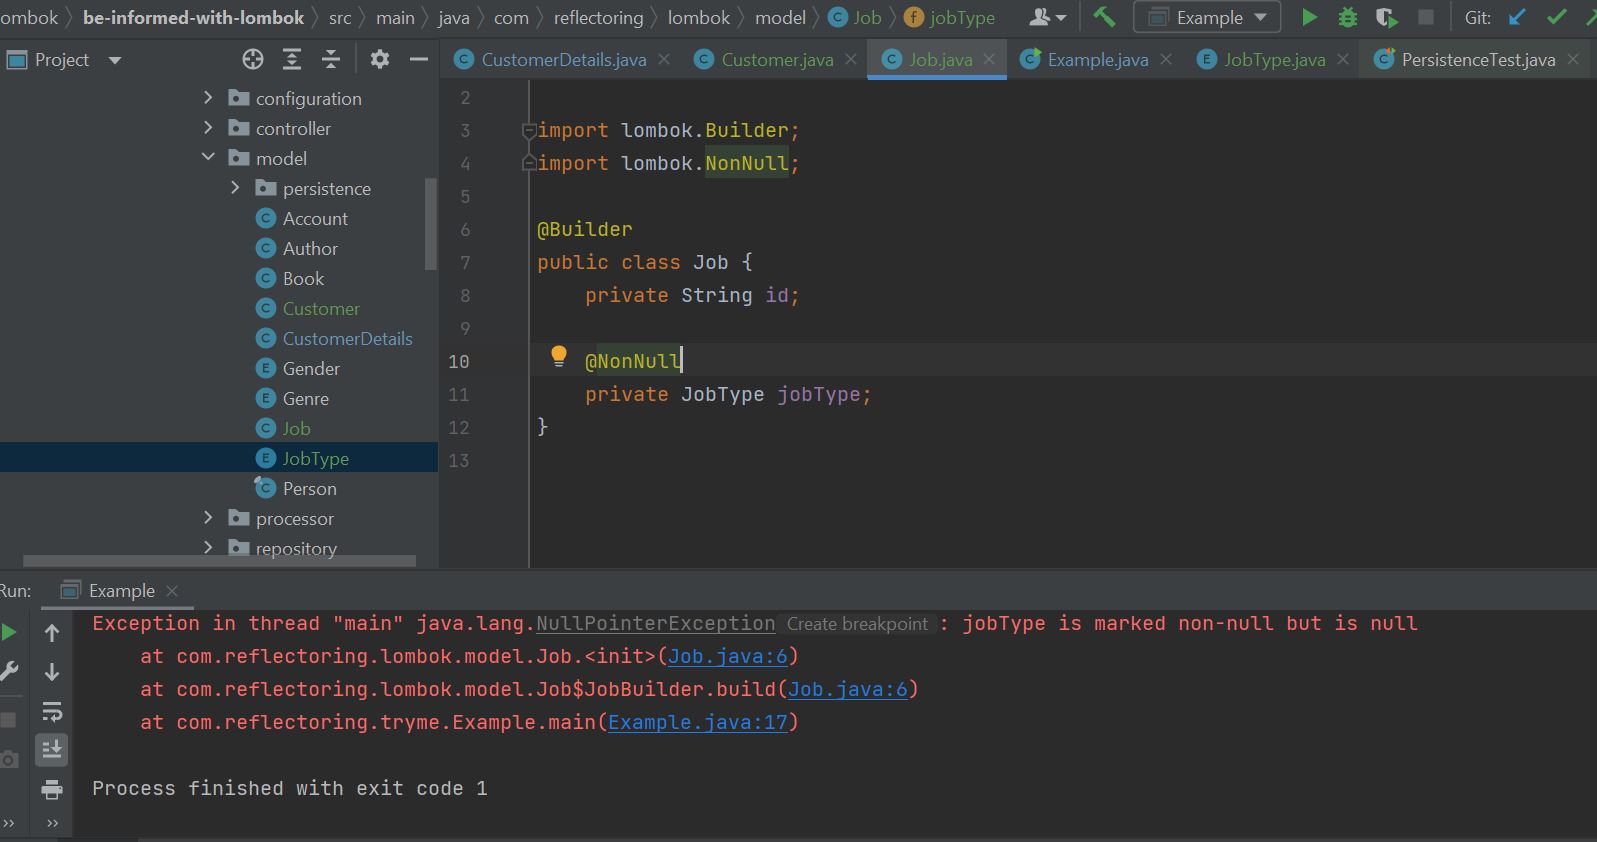 ombok be-informed-with-lombok src main java com reflectoring lombok model Job jobType Example Git:
Project
CustomerDetails.java Customer.java Job.java Example.java JobType.java PersistenceTest.java
configuration
controller
model
persistence
Account
Author
Book
Customer
CustomerDetails
Gender
Genre
Job
JobType
Person
processor
repository
2
3 import lombok.Builder;
4 import lombok.NonNull;
5
6 @Builder
7 public class Job {
8 private String id;
9
10 @NonNull
11 private JobType jobType;
12 }
13
Run: Example
Exception in thread "main" java.lang.NullPointerException Create breakpoint : jobType is marked non-null but is null
at com.reflectoring.lombok.model.Job.<init>(Job.java:6)
at com.reflectoring.lombok.model.Job$JobBuilder.build(Job.java:6)
at com.reflectoring.tryme.Example.main(Example.java:17)
Process finished with exit code 1